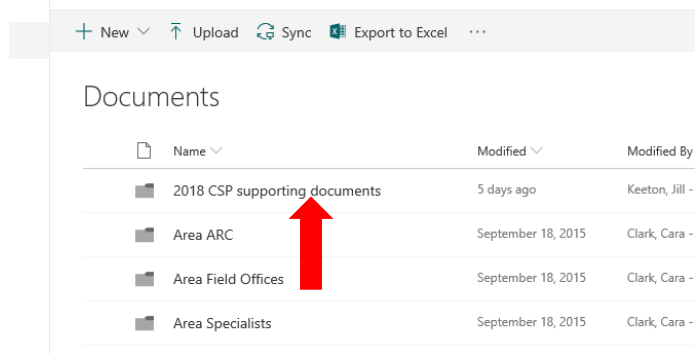 New Upload Sync Export to Excel ...
Documents
Name Modified Modified By
2018 CSP supporting documents 5 days ago Keeton, Jill -
Area ARC September 18, 2015 Clark, Cara -
Area Field Offices September 18, 2015 Clark, Cara -
Area Specialists September 18, 2015 Clark, Cara -